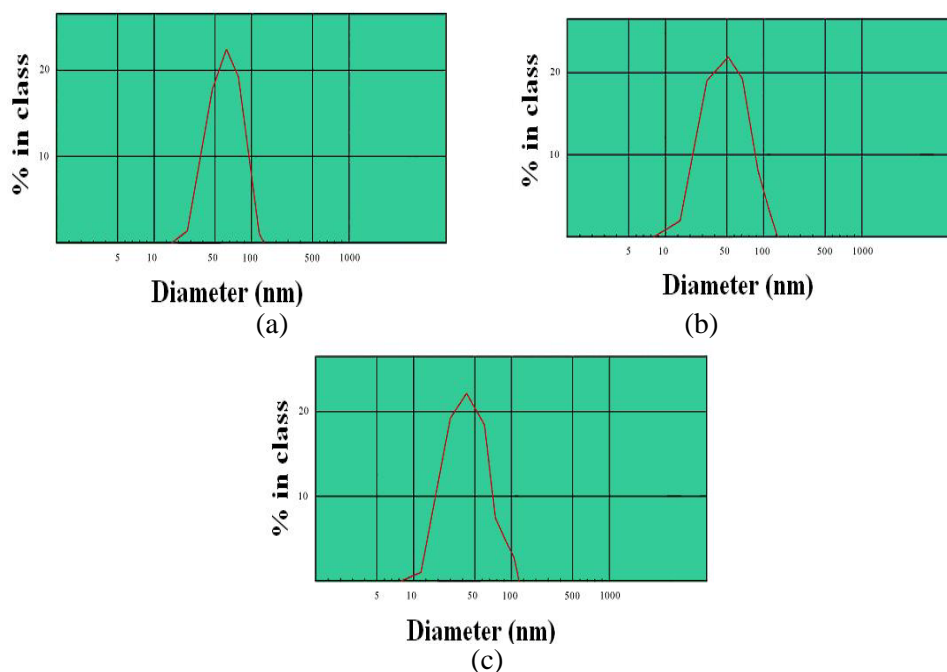 % in class
20
10
5 10 50 100 500 1000
Diameter (nm)
(a)
% in class
20
10
5 10 50 100 500 1000
Diameter (nm)
(b)
% in class
20
10
5 10 50 100 500 1000
Diameter (nm)
(c)